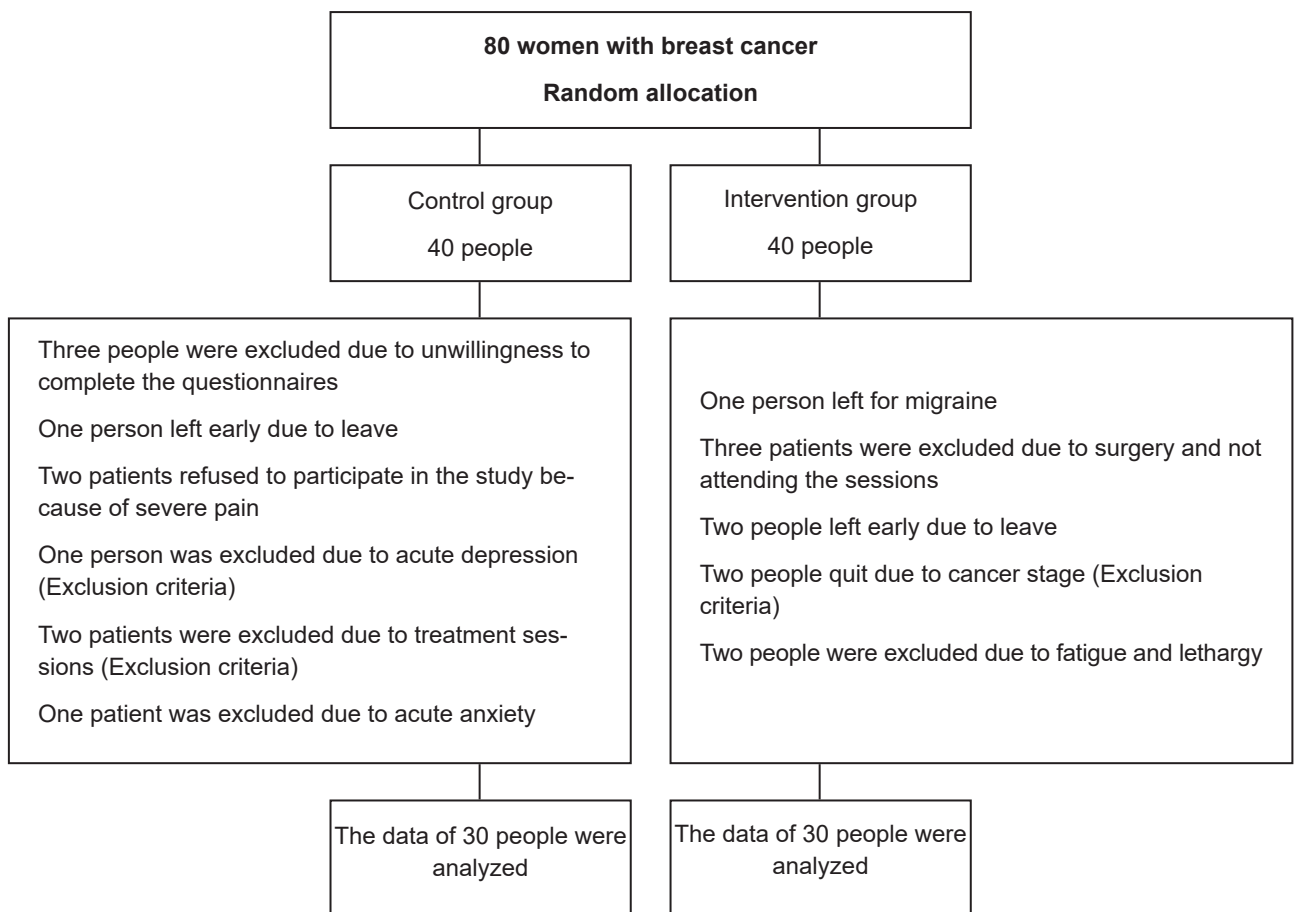 80 women with breast cancer
Random allocation
Control group
40 people
Intervention group
40 people
Three people were excluded due to unwillingness to
complete the questionnaires
One person left early due to leave
Two patients refused to participate in the study be-
cause of severe pain
One person was excluded due to acute depression
(Exclusion criteria)
Two patients were excluded due to treatment ses-
sions (Exclusion criteria)
One patient was excluded due to acute anxiety
One person left for migraine
Three patients were excluded due to surgery and not
attending the sessions
Two people left early due to leave
Two people quit due to cancer stage (Exclusion
criteria)
Two people were excluded due to fatigue and lethargy
The data of 30 people were
analyzed
The data of 30 people were
analyzed